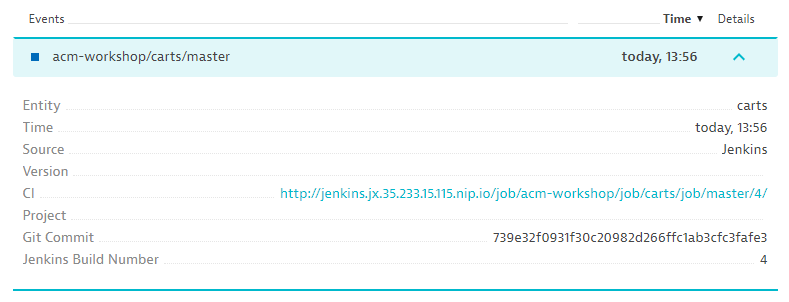 Events Time ▼ Details
acm-workshop/carts/master today, 13:56
Entity carts
Time today, 13:56
Source Jenkins
Version
CI http://jenkins.jx.35.233.15.115.nip.io/job/acm-workshop/job/carts/job/master/4/
Project
Git Commit 739e32f0931f30c20982d266ffc1ab3cfc3fafe3
Jenkins Build Number 4